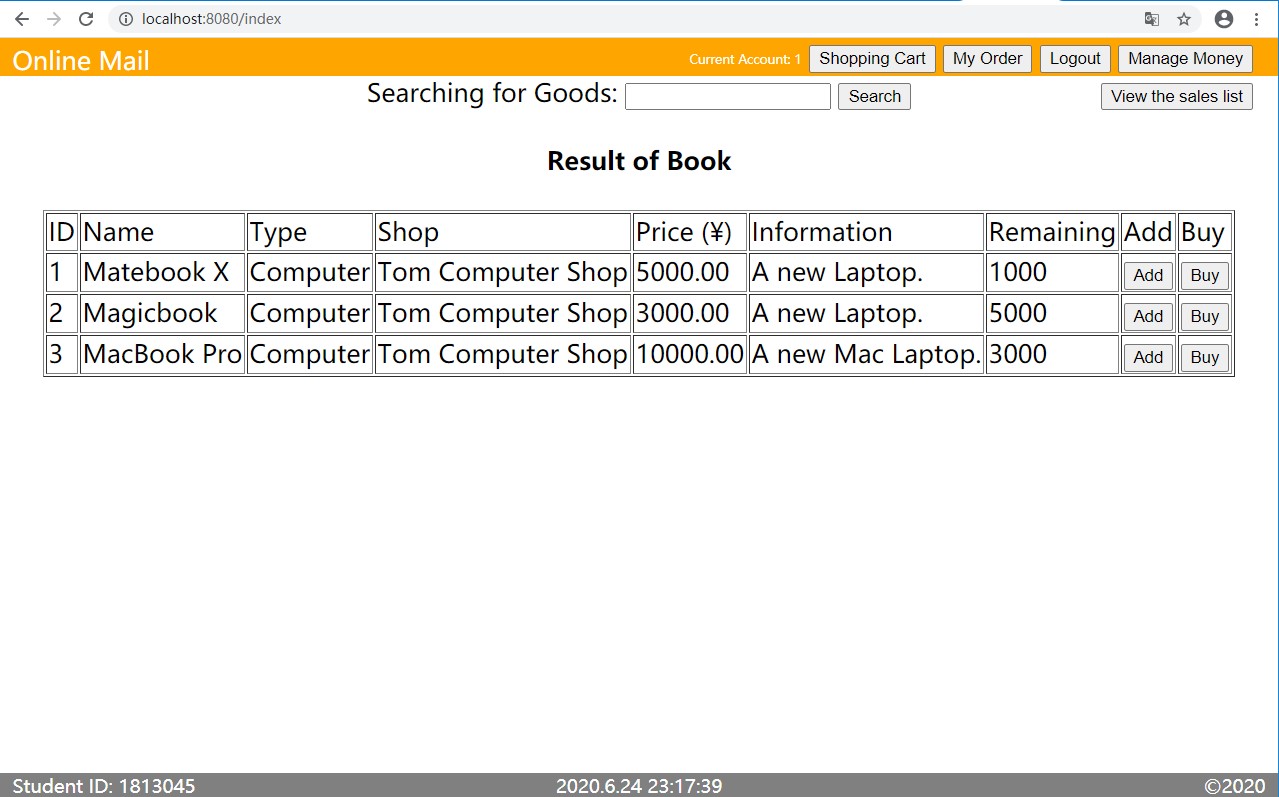 localhost:8080/index
Online Mail Current Account: 1 Shopping Cart My Order Logout Manage Money
Searching for Goods: Search View the sales list
Result of Book
ID Name Type Shop Price (¥) Information Remaining Add Buy
1 Matebook X Computer Tom Computer Shop 5000.00 A new Laptop. 1000 Add Buy
2 Magicbook Computer Tom Computer Shop 3000.00 A new Laptop. 5000 Add Buy
3 MacBook Pro Computer Tom Computer Shop 10000.00 A new Mac Laptop. 3000 Add Buy
Student ID: 1813045 2020.6.24 23:17:39 ©2020